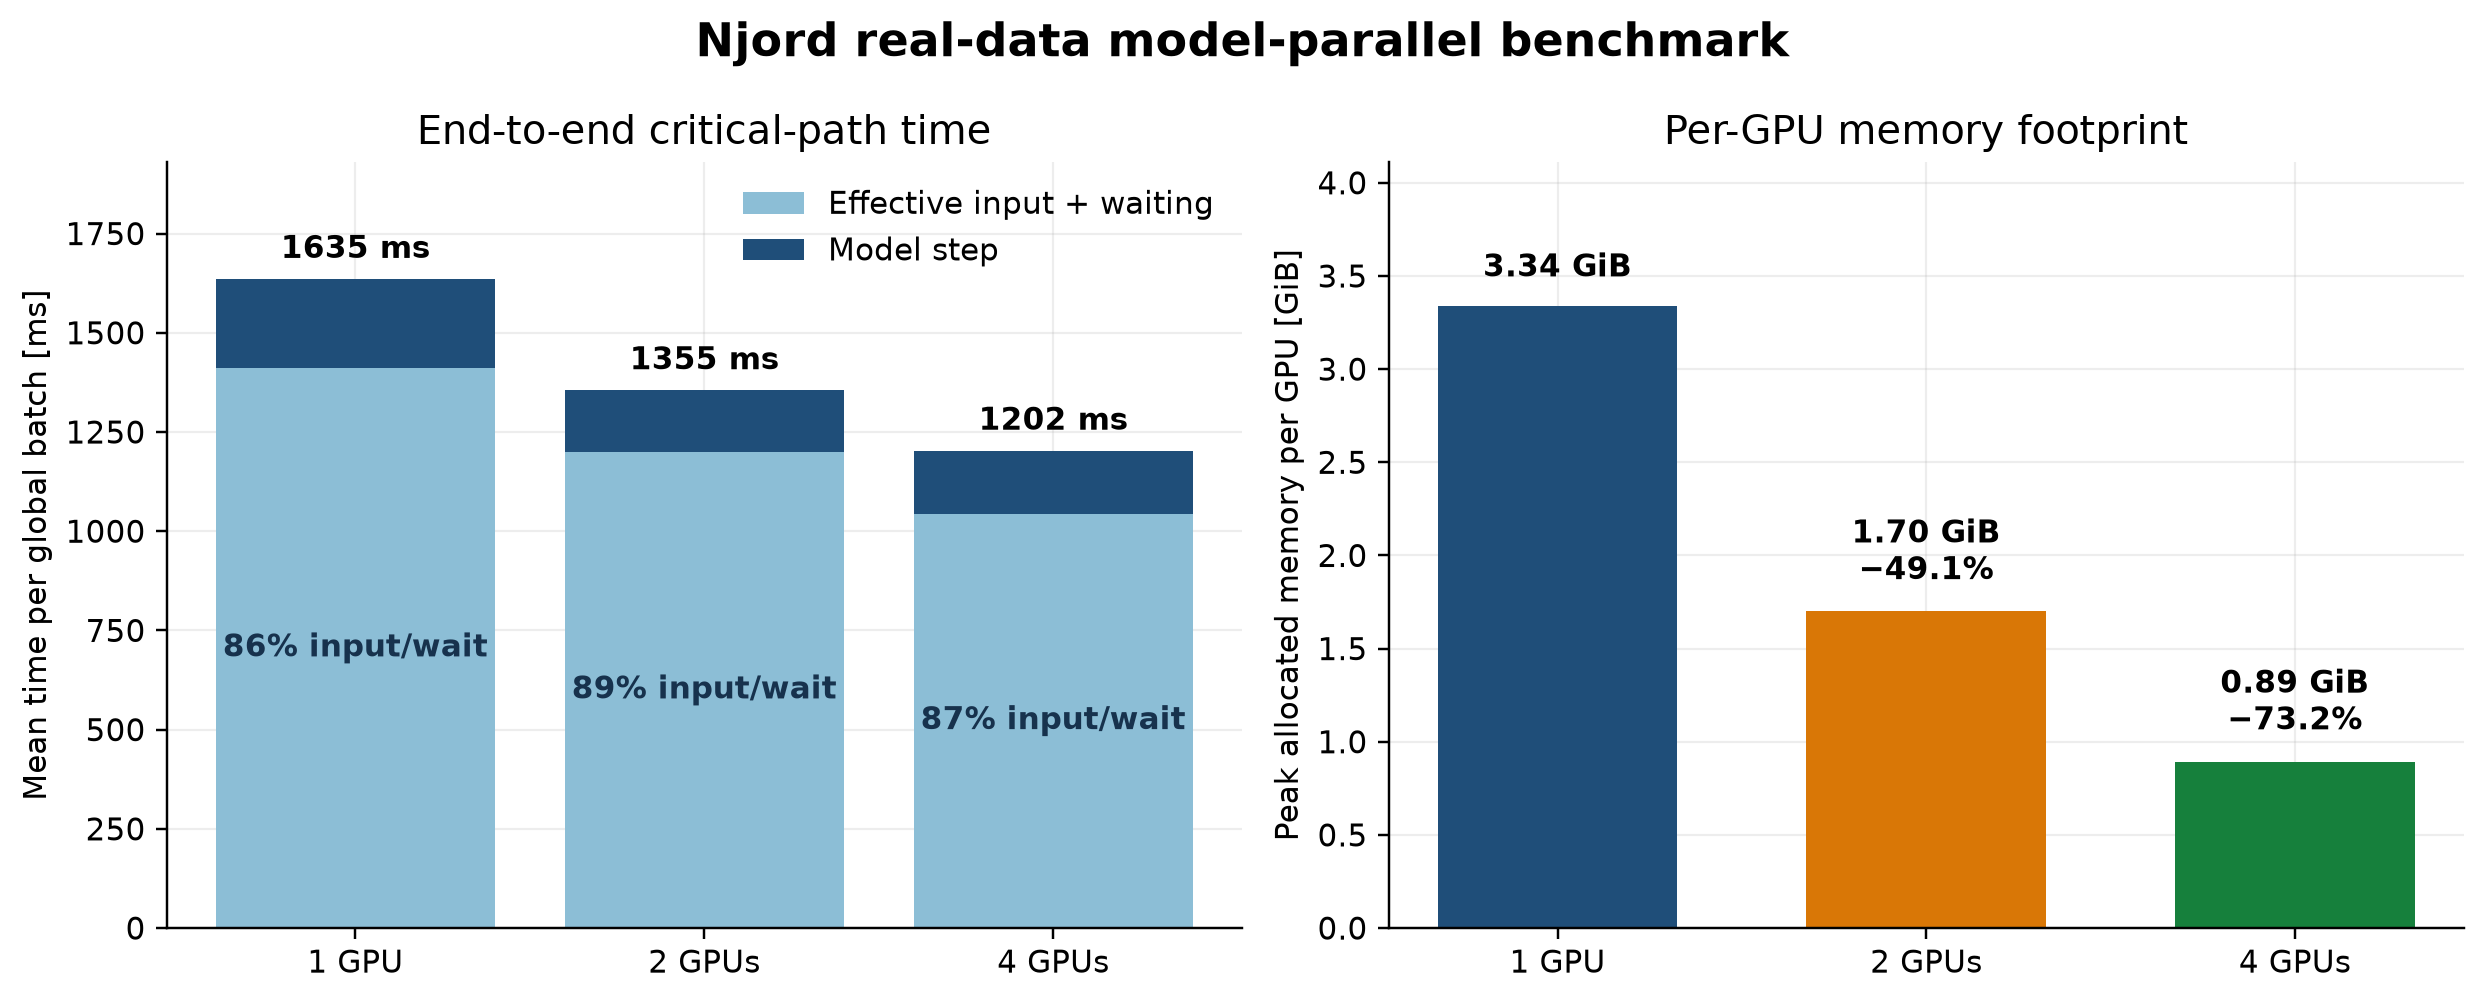 Njord real-data model-parallel benchmark
End-to-end critical-path time
Mean time per global batch [ms]
1750
1500
1250
1000
750
500
250
0
Effective input + waiting
Model step
1635 ms
1355 ms
1202 ms
86% input/wait
89% input/wait
87% input/wait
1 GPU
2 GPUs
4 GPUs
Per-GPU memory footprint
Peak allocated memory per GPU [GiB]
4.0
3.5
3.0
2.5
2.0
1.5
1.0
0.5
0.0
3.34 GiB
1.70 GiB
−49.1%
0.89 GiB
−73.2%
1 GPU
2 GPUs
4 GPUs